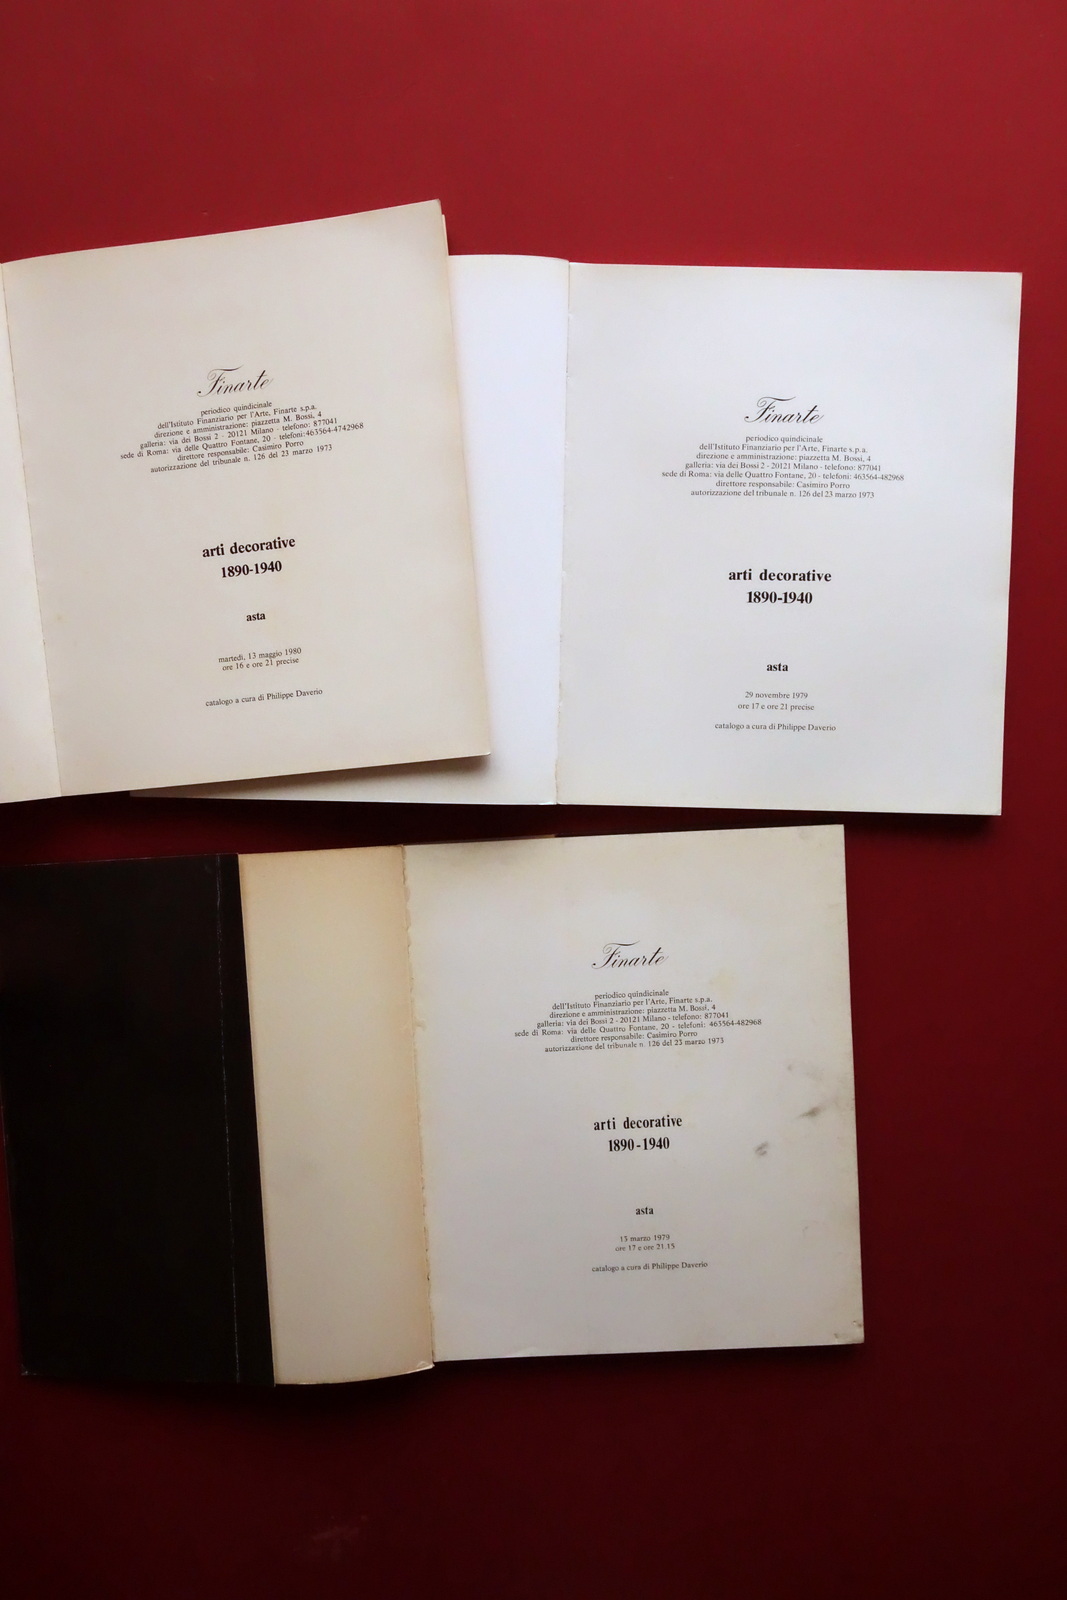 Finarte
periodico quindicinale
dell'Istituto Finanziario per l'Arte, Finarte s.p.a.
direzione e amministrazione: piazzetta M. Bossi, 4
galleria: via dei Bossi 2 - 20121 Milano - telefono: 877041
sede di Roma: via delle Quattro Fontane, 20 - telefoni: 463564-4742968
direttore responsabile: Casimiro Porro
autorizzazione del tribunale n. 126 del 23 marzo 1973
arti decorative
1890-1940
asta
martedì, 13 maggio 1980
ore 16 e ore 21 precise
catalogo a cura di Philippe Daverio
Finarte
periodico quindicinale
dell'Istituto Finanziario per l'Arte, Finarte s.p.a.
direzione e amministrazione: piazzetta M. Bossi, 4
galleria: via dei Bossi 2 - 20121 Milano - telefono: 877041
sede di Roma: via delle Quattro Fontane, 20 - telefoni: 463564-482968
direttore responsabile: Casimiro Porro
autorizzazione del tribunale n. 126 del 23 marzo 1973
arti decorative
1890-1940
asta
29 novembre 1979
ore 17 e ore 21 precise
catalogo a cura di Philippe Daverio
Finarte
periodico quindicinale
dell'Istituto Finanziario per l'Arte, Finarte s.p.a.
direzione e amministrazione: piazzetta M. Bossi, 4
galleria: via dei Bossi 2 - 20121 Milano - telefono: 877041
sede di Roma: via delle Quattro Fontane, 20 - telefoni: 463564-482968
direttore responsabile: Casimiro Porro
autorizzazione del tribunale n. 126 del 23 marzo 1973
arti decorative
1890-1940
asta
13 marzo 1979
ore 17 e ore 21.15
catalogo a cura di Philippe Daverio